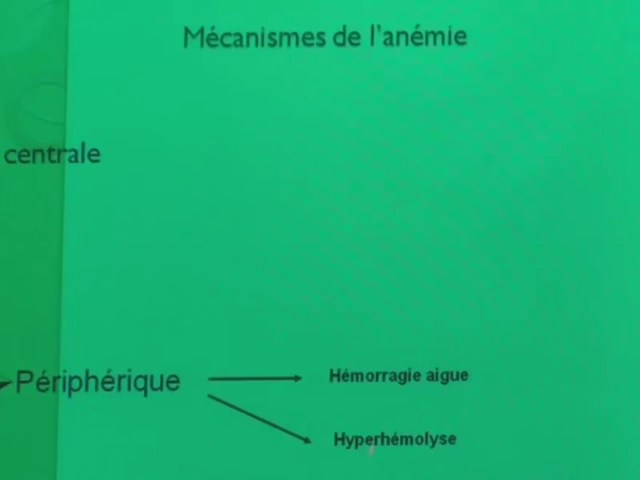 Mécanismes de l'anémie
centrale
Périphérique
Hémorragie aigue
Hyperhémolyse